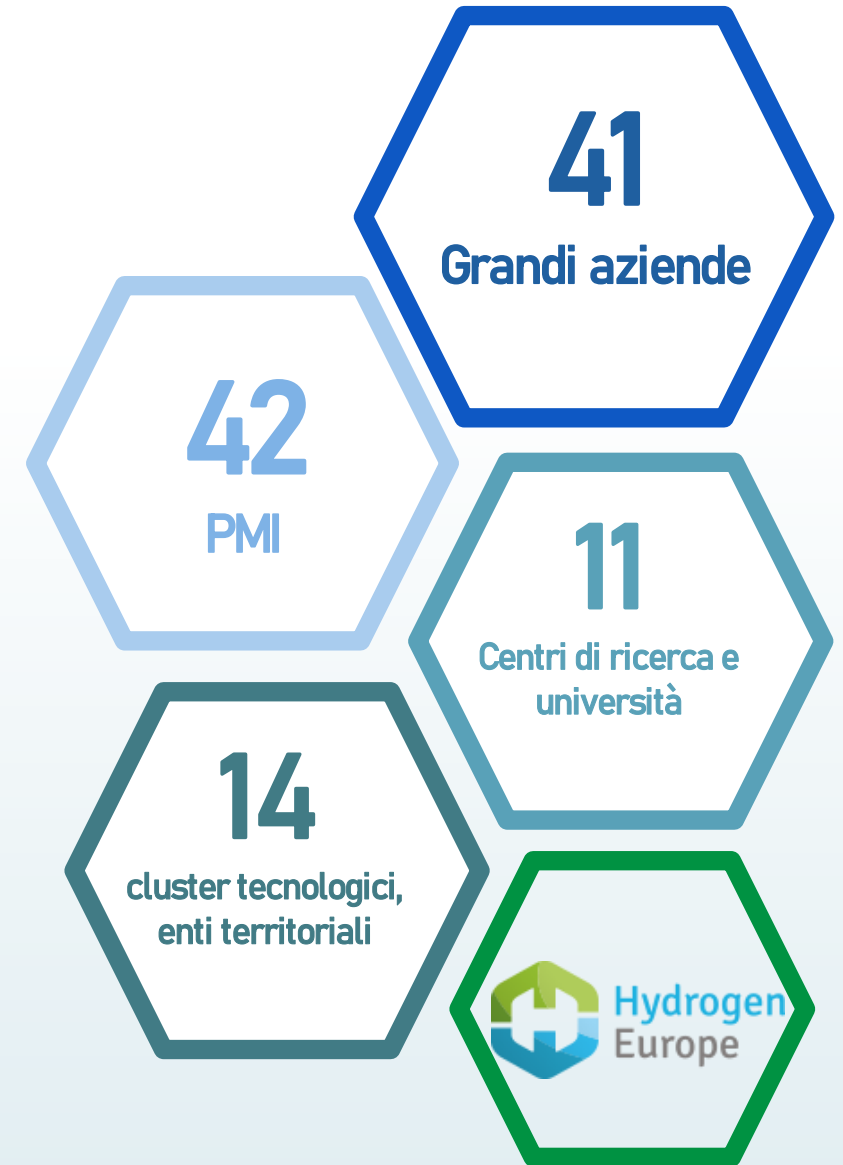 41
Grandi aziende
42
PMI
11
Centri di ricerca e
università
14
cluster tecnologici,
enti territoriali
Hydrogen
Europe